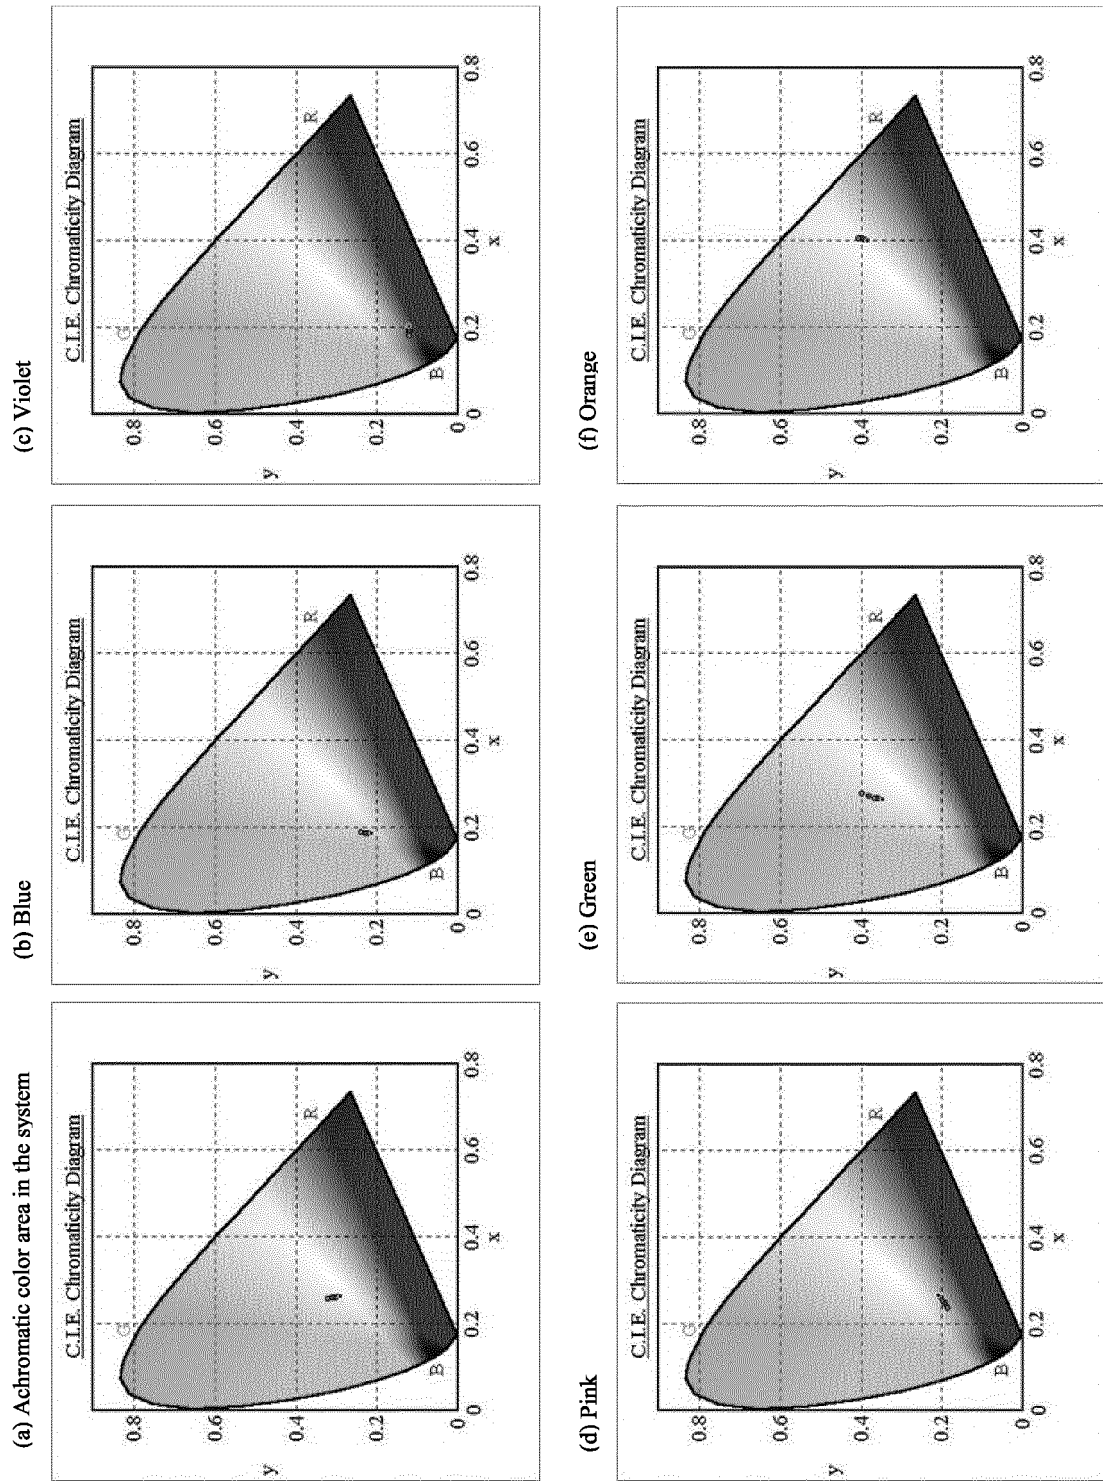 (a) Achromatic color area in the system
C.I.E. Chromaticity Diagram
y
0.8
0.6
0.4
0.2
0
0
0.2
0.4
0.6
0.8
x
G
R
B
(b) Blue
C.I.E. Chromaticity Diagram
y
0.8
0.6
0.4
0.2
0
0
0.2
0.4
0.6
0.8
x
G
R
B
(c) Violet
C.I.E. Chromaticity Diagram
y
0.8
0.6
0.4
0.2
0
0
0.2
0.4
0.6
0.8
x
G
R
B
(d) Pink
C.I.E. Chromaticity Diagram
y
0.8
0.6
0.4
0.2
0
0
0.2
0.4
0.6
0.8
x
G
R
B
(e) Green
C.I.E. Chromaticity Diagram
y
0.8
0.6
0.4
0.2
0
0
0.2
0.4
0.6
0.8
x
G
R
B
(f) Orange
C.I.E. Chromaticity Diagram
y
0.8
0.6
0.4
0.2
0
0
0.2
0.4
0.6
0.8
x
G
R
B